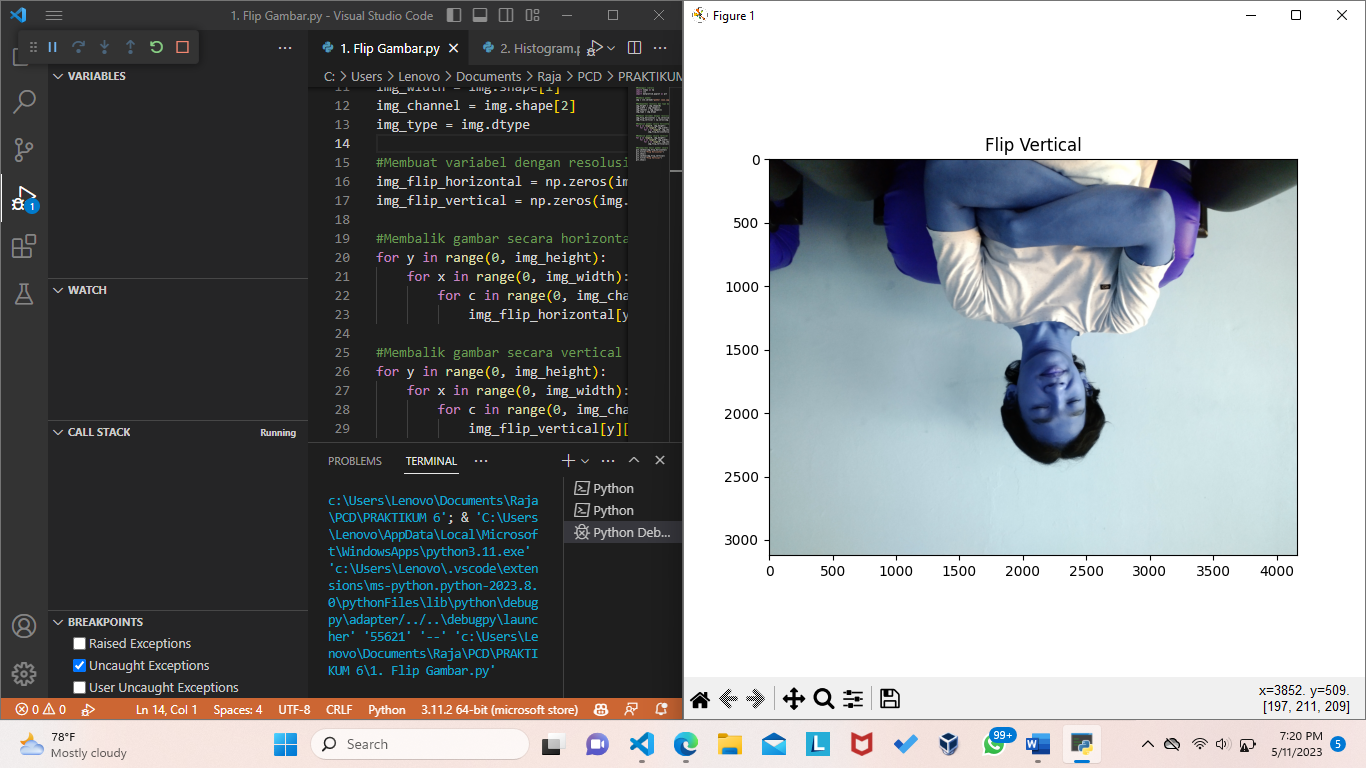 1. Flip Gambar.py - Visual Studio Code
VARIABLES
WATCH
CALL STACK
Running
BREAKPOINTS
Raised Exceptions
Uncaught Exceptions
User Uncaught Exceptions
1
1. Flip Gambar.py
2. Histogram.p
C: > Users > Lenovo > Documents > Raja > PCD > PRAKTIKUM
11 img_width = img.shape[1]
12 img_channel = img.shape[2]
13 img_type = img.dtype
14
15 #Membuat variabel dengan resolusi
16 img_flip_horizontal = np.zeros(im
17 img_flip_vertical = np.zeros(img.
18
19 #Membalik gambar secara horizonta
20 for y in range(0, img_height):
21 for x in range(0, img_width):
22 for c in range(0, img_cha
23 img_flip_horizontal[y
24
25 #Membalik gambar secara vertical
26 for y in range(0, img_height):
27 for x in range(0, img_width):
28 for c in range(0, img_cha
29 img_flip_vertical[y][
PROBLEMS TERMINAL
c:\Users\Lenovo\Documents\Raja
\PCD\PRAKTIKUM 6'; & 'C:\Users
\Lenovo\AppData\Local\Microsof
t\WindowsApps\python3.11.exe'
'c:\Users\Lenovo\.vscode\exten
sions\ms-python.python-2023.8.
0\pythonFiles\lib\python\debug
py\adapter/../..\debugpy\launc
her' '55621' '--' 'c:\Users\Le
novo\Documents\Raja\PCD\PRAKTI
KUM 6\1. Flip Gambar.py'
Python
Python
Python Deb...
0 0 Ln 14, Col 1 Spaces: 4 UTF-8 CRLF Python 3.11.2 64-bit (microsoft store)
Figure 1
Flip Vertical
0
500
1000
1500
2000
2500
3000
0 500 1000 1500 2000 2500 3000 3500 4000
x=3852. y=509.
[197, 211, 209]
78°F
Mostly cloudy
Search
99+
7:20 PM
5/11/2023
5